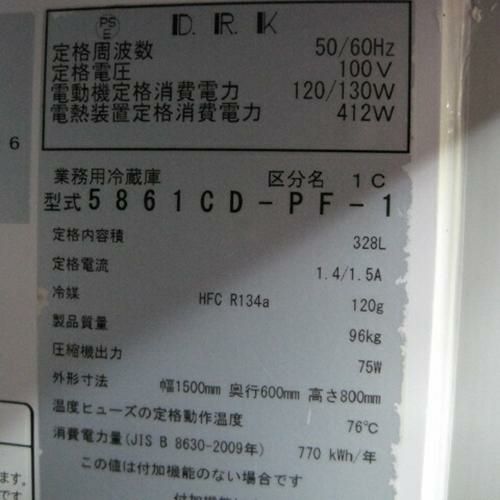 PS
E
D.R.K
定格周波数 50/60Hz
定格電圧 100V
電動機定格消費電力 120/130W
電熱装置定格消費電力 412W
6
業務用冷蔵庫 区分名 1C
型式 5861CD-PF-1
定格内容積 328L
定格電流 1.4/1.5A
冷媒 HFC R134a 120g
製品質量 96kg
圧縮機出力 75W
外形寸法 幅1500mm 奥行600mm 高さ800mm
温度ヒューズの定格動作温度 76℃
消費電力量(JIS B 8630-2009年) 770 kWh/年
この値は付加機能のない場合です
ます。
です